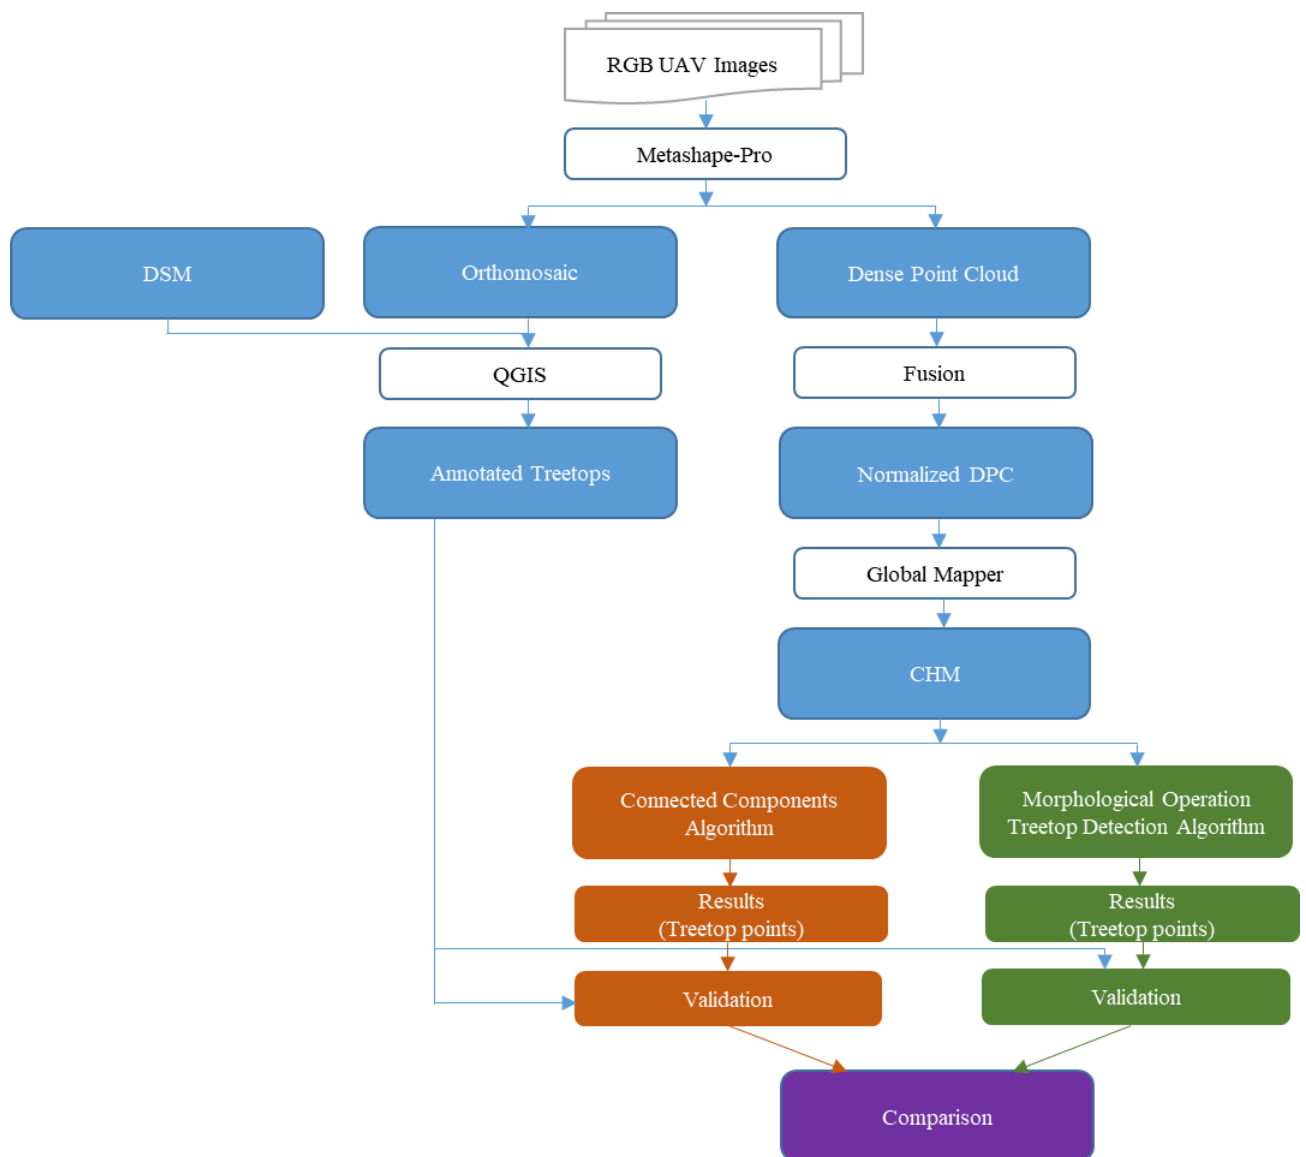 RGB UAV Images
Metashape-Pro
DSM
Orthomosaic
Dense Point Cloud
QGIS
Fusion
Annotated Treetops
Normalized DPC
Global Mapper
CHM
Connected Components
Algorithm
Morphological Operation
Treetop Detection Algorithm
Results
(Treetop points)
Results
(Treetop points)
Validation
Validation
Comparison